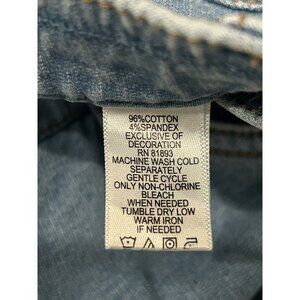 96%COTTON
4%SPANDEX
EXCLUSIVE OF
DECORATION
RN 81893
MACHINE WASH COLD
SEPARATELY
GENTLE CYCLE
ONLY NON-CHLORINE
BLEACH
WHEN NEEDED
TUMBLE DRY LOW
WARM IRON
IF NEEDED